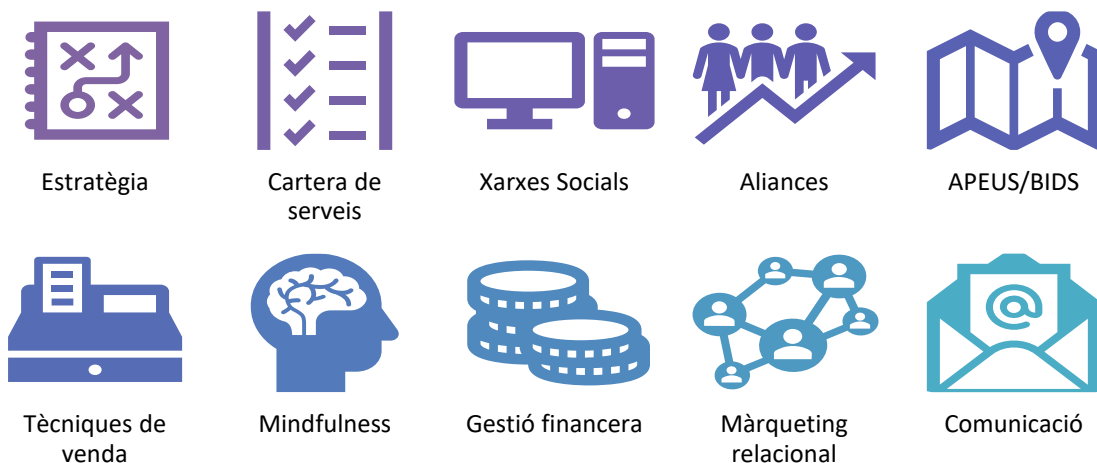 Estratègia
Cartera de
serveis
Xarxes Socials
Aliances
APEUS/BIDS
Tècniques de
venda
Mindfulness
Gestió financera
Màrqueting
relacional
@
Comunicació